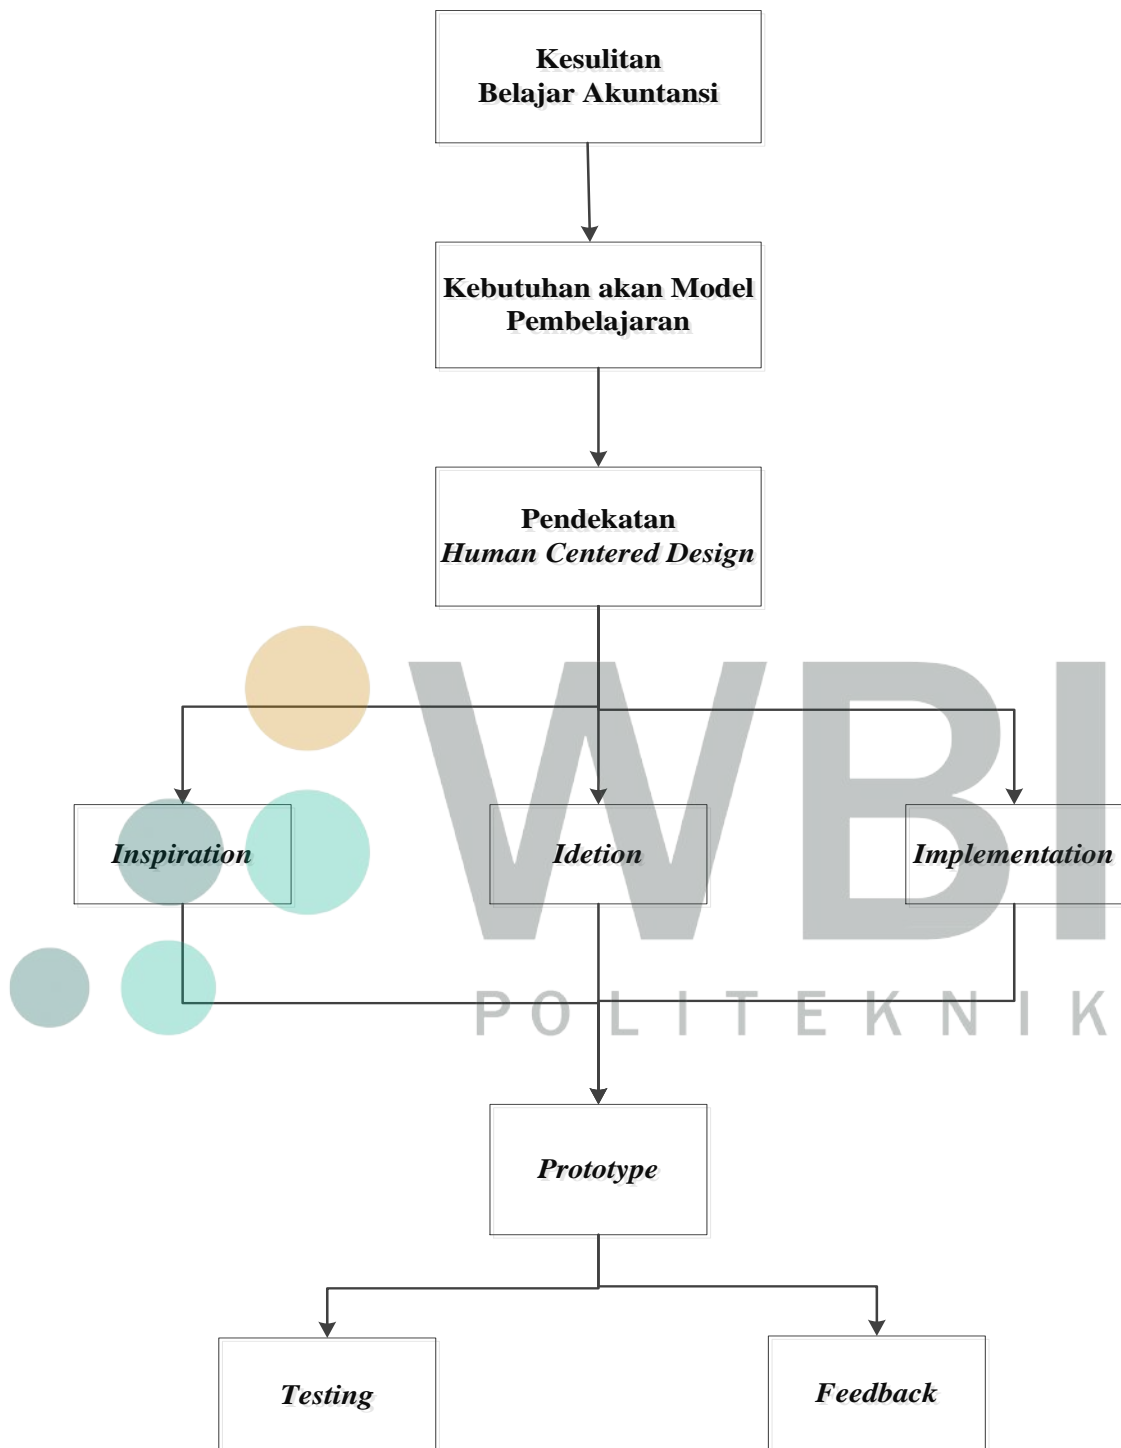 Kesulitan
Belajar Akuntansi
Kebutuhan akan Model
Pembelajaran
Pendekatan
Human Centered Design
WBI
Inspiration
Idetion
Implementation
POLITEKNIK
Prototype
Testing
Feedback